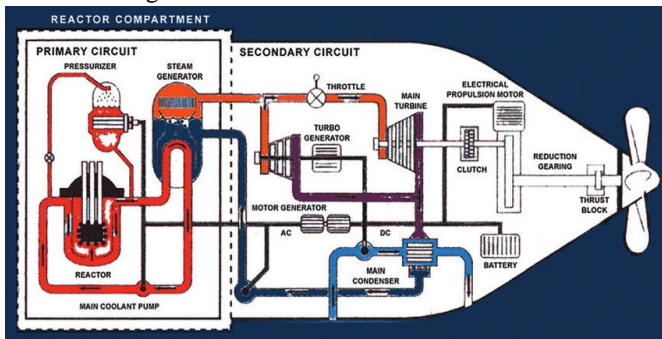 REACTOR COMPARTMENT
PRIMARY CIRCUIT
SECONDARY CIRCUIT
PRESSURIZER
STEAM
GENERATOR
THROTTLE
MAIN
TURBINE
ELECTRICAL
PROPULSION MOTOR
TURBO
GENERATOR
CLUTCH
REDUCTION
GEARING
THRUST
BLOCK
MOTOR GENERATOR
AC
DC
REACTOR
MAIN
CONDENSER
BATTERY
MAIN COOLANT PUMP